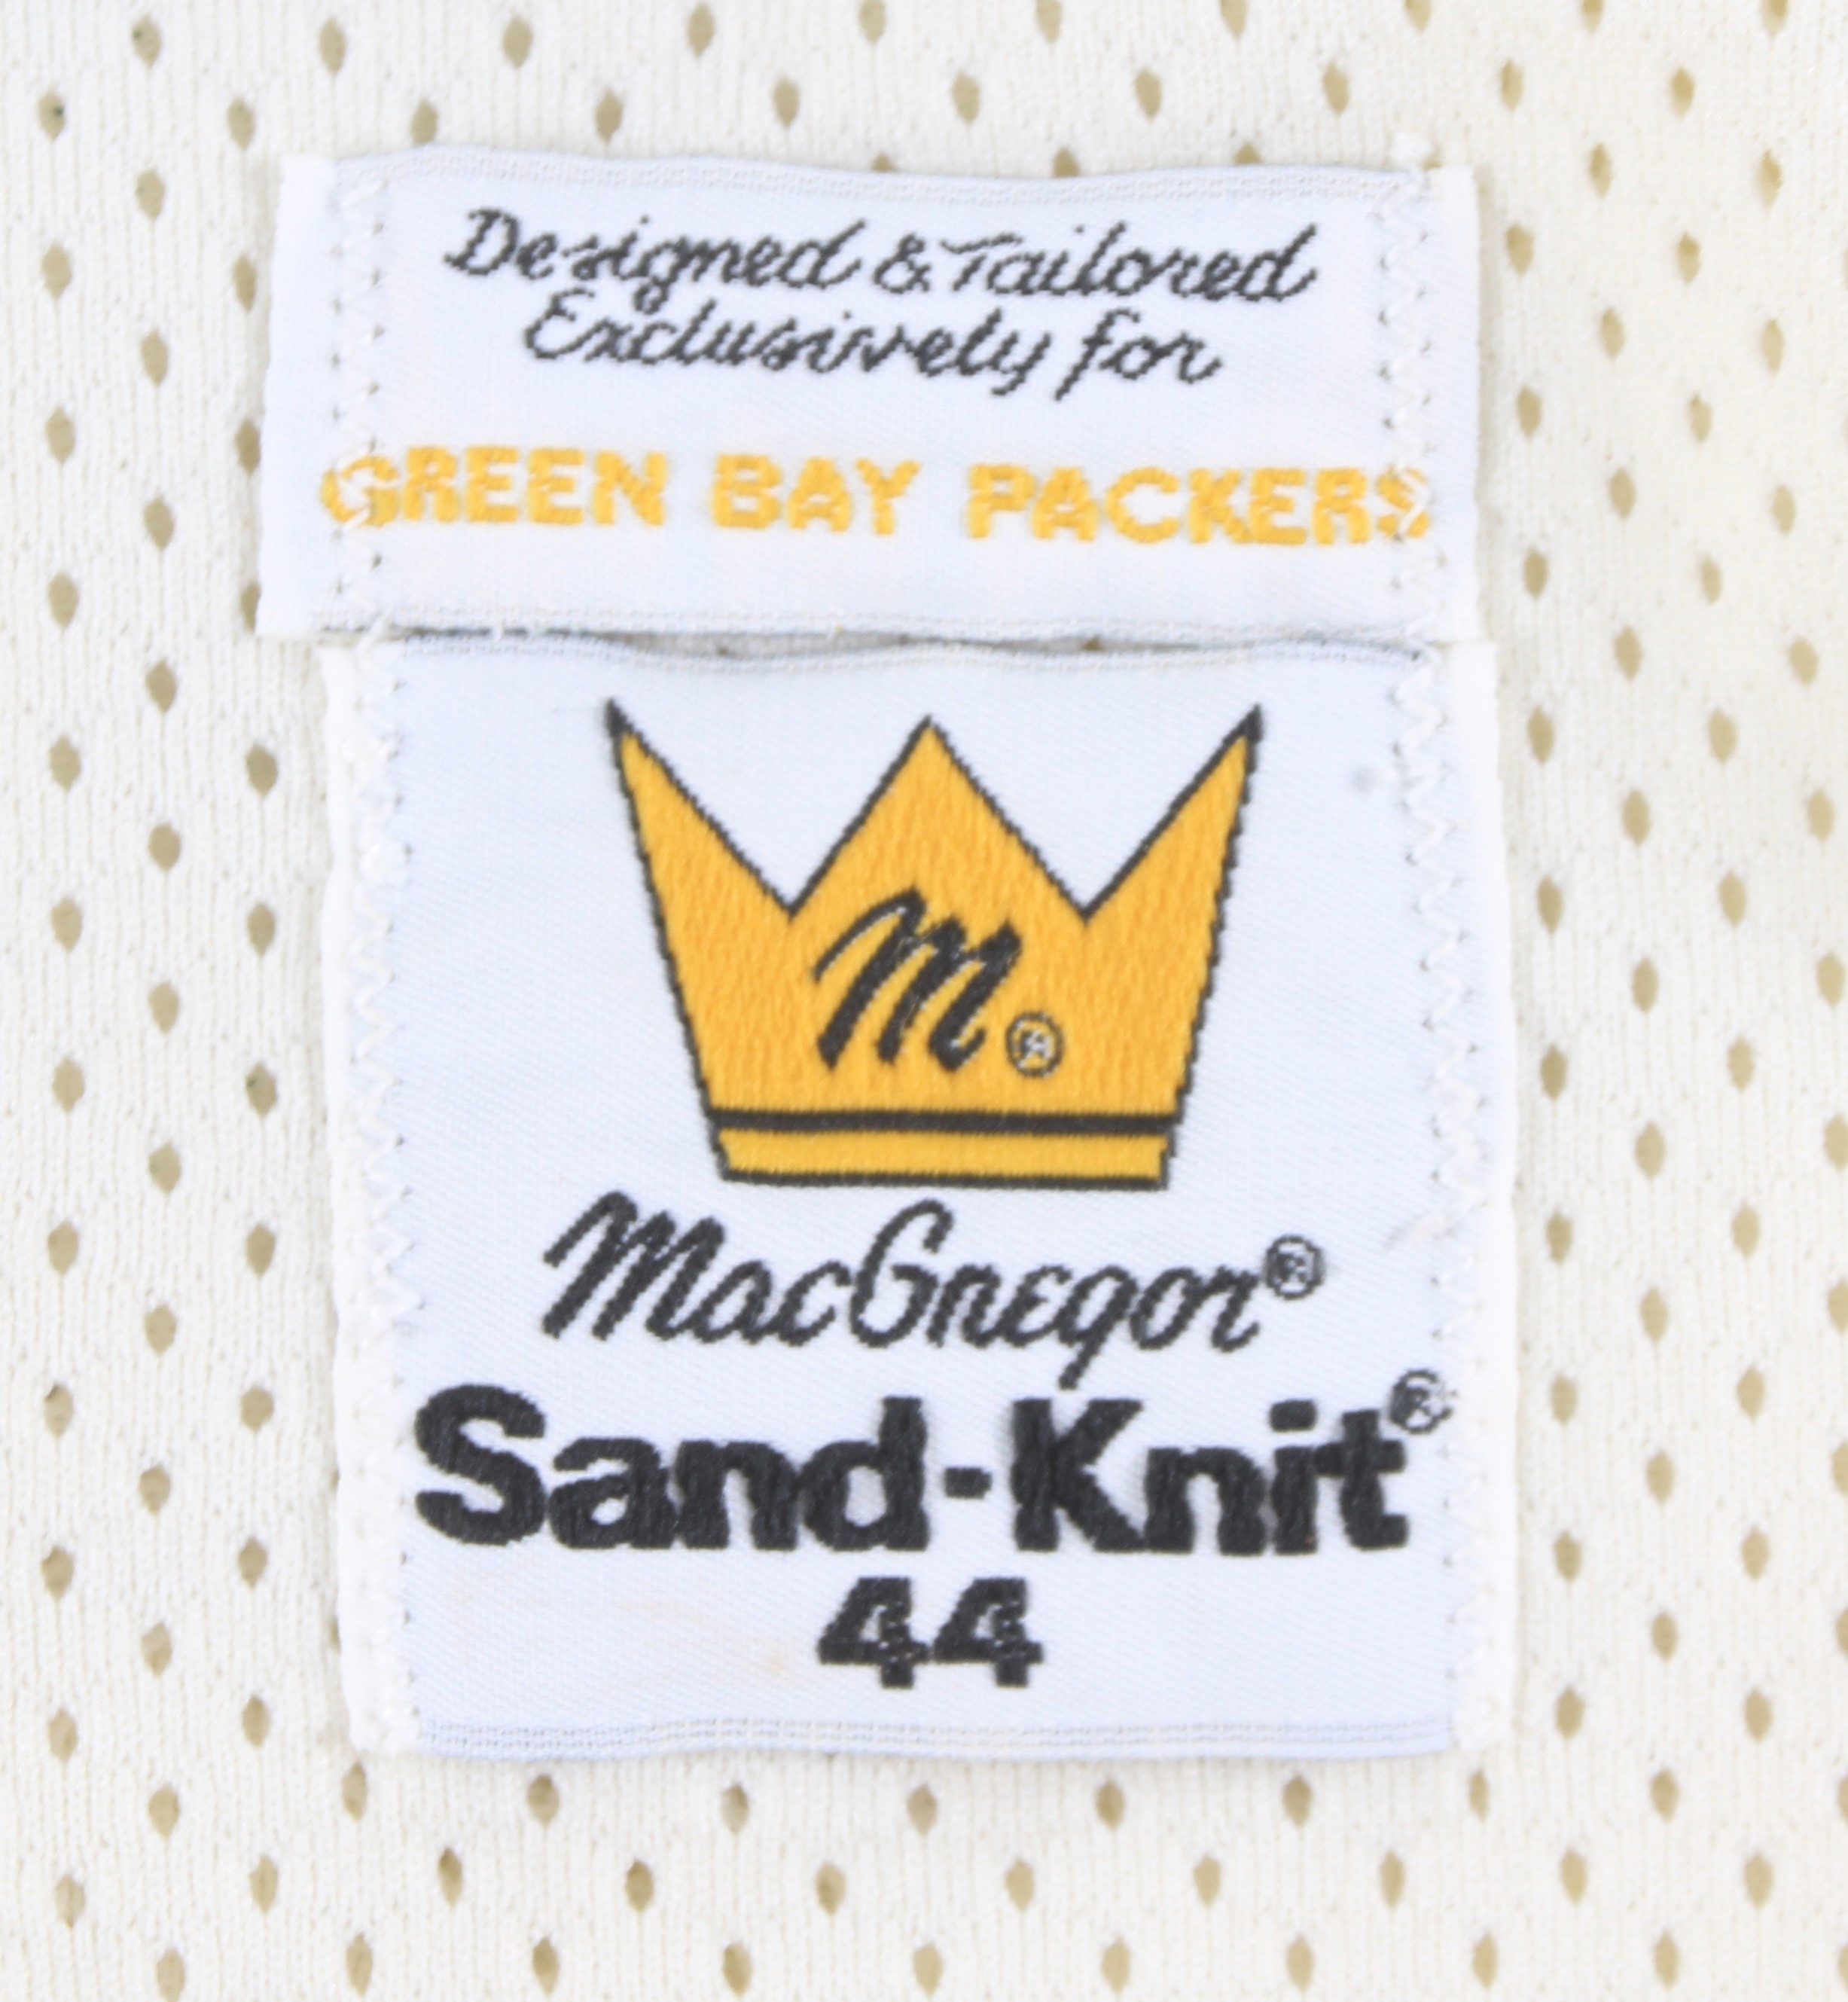 Designed & Tailored
Exclusively for
GREEN BAY PACKERS
M®
MacGregor®
Sand-Knit®
44